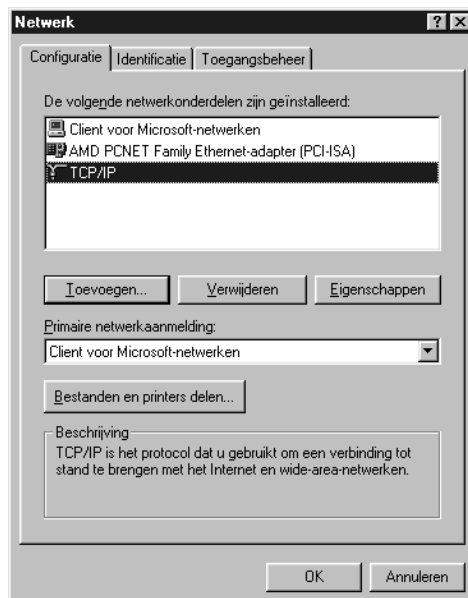 Netwerk
Configuratie Identificatie Toegangsbeheer
De volgende netwerkonderdelen zijn geïnstalleerd:
Client voor Microsoft-netwerken
AMD PCNET Family Ethernet-adapter (PCI-ISA)
TCP/IP
Toevoegen... Verwijderen Eigenschappen
Primaire netwerkaanmelding:
Client voor Microsoft-netwerken
Bestanden en printers delen...
Beschrijving
TCP/IP is het protocol dat u gebruikt om een verbinding tot
stand te brengen met het Internet en wide-area-netwerken.
OK Annuleren